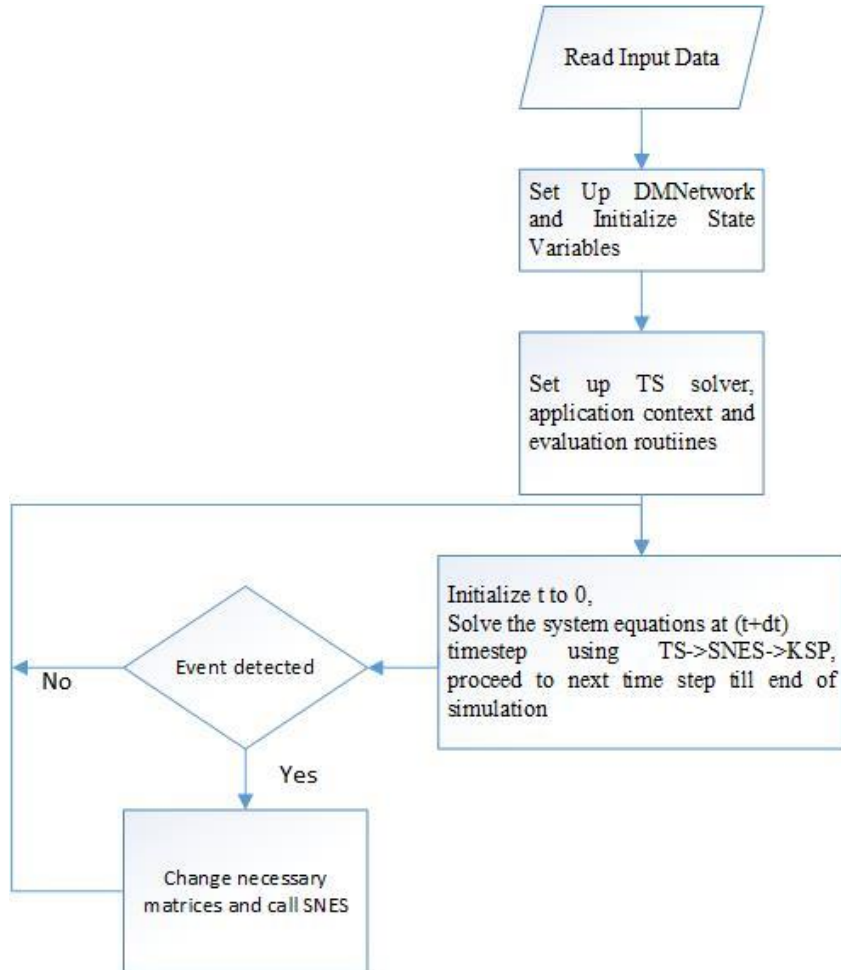 Read Input Data
Set Up DMNetwork
and Initialize State
Variables
Set up TS solver,
application context and
evaluation routiines
Initialize t to 0,
Solve the system equations at (t+dt)
timestep using TS->SNES->KSP,
proceed to next time step till end of
simulation
Event detected
No
Yes
Change necessary
matrices and call SNES